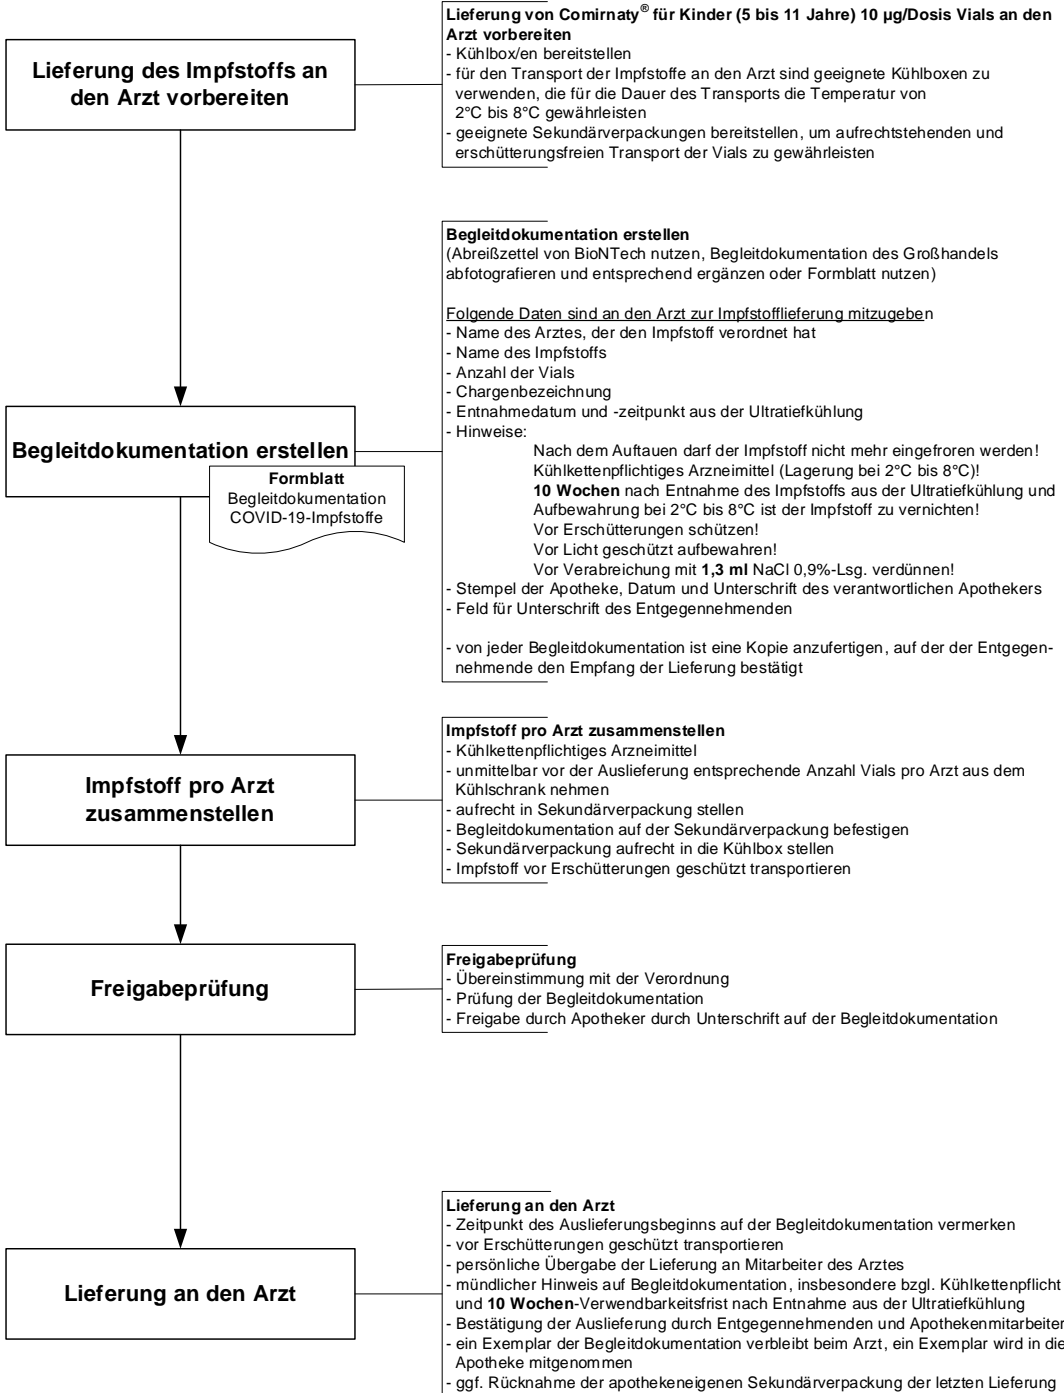 Lieferung des Impfstoffs an
den Arzt vorbereiten
Lieferung von Comirnaty® für Kinder (5 bis 11 Jahre) 10 µg/Dosis Vials an den
Arzt vorbereiten
- Kühlbox/en bereitstellen
- für den Transport der Impfstoffe an den Arzt sind geeignete Kühlboxen zu
verwenden, die für die Dauer des Transports die Temperatur von
2°C bis 8°C gewährleisten
- geeignete Sekundärverpackungen bereitstellen, um aufrechtstehenden und
erschütterungsfreien Transport der Vials zu gewährleisten
Begleitdokumentation erstellen
Formblatt
Begleitdokumentation
COVID-19-Impfstoffe
Begleitdokumentation erstellen
(Abreißzettel von BioNTech nutzen, Begleitdokumentation des Großhandels
abfotografieren und entsprechend ergänzen oder Formblatt nutzen)
Folgende Daten sind an den Arzt zur Impfstofflieferung mitzugeben
- Name des Arztes, der den Impfstoff verordnet hat
- Name des Impfstoffs
- Anzahl der Vials
- Chargenbezeichnung
- Entnahmedatum und -zeitpunkt aus der Ultratiefkühlung
- Hinweise:
Nach dem Auftauen darf der Impfstoff nicht mehr eingefroren werden!
Kühlkettenpflichtiges Arzneimittel (Lagerung bei 2°C bis 8°C)!
10 Wochen nach Entnahme des Impfstoffs aus der Ultratiefkühlung und
Aufbewahrung bei 2°C bis 8°C ist der Impfstoff zu vernichten!
Vor Erschütterungen schützen!
Vor Licht geschützt aufbewahren!
Vor Verabreichung mit 1,3 ml NaCl 0,9%-Lsg. verdünnen!
- Stempel der Apotheke, Datum und Unterschrift des verantwortlichen Apothekers
- Feld für Unterschrift des Entgegennehmenden
- von jeder Begleitdokumentation ist eine Kopie anzufertigen, auf der der Entgegen-
nehmende den Empfang der Lieferung bestätigt
Impfstoff pro Arzt
zusammenstellen
Impfstoff pro Arzt zusammenstellen
- Kühlkettenpflichtiges Arzneimittel
- unmittelbar vor der Auslieferung entsprechende Anzahl Vials pro Arzt aus dem
Kühlschrank nehmen
- aufrecht in Sekundärverpackung stellen
- Begleitdokumentation auf der Sekundärverpackung befestigen
- Sekundärverpackung aufrecht in die Kühlbox stellen
- Impfstoff vor Erschütterungen geschützt transportieren
Freigabeprüfung
Freigabeprüfung
- Übereinstimmung mit der Verordnung
- Prüfung der Begleitdokumentation
- Freigabe durch Apotheker durch Unterschrift auf der Begleitdokumentation
Lieferung an den Arzt
Lieferung an den Arzt
- Zeitpunkt des Auslieferungsbeginns auf der Begleitdokumentation vermerken
- vor Erschütterungen geschützt transportieren
- persönliche Übergabe der Lieferung an Mitarbeiter des Arztes
- mündlicher Hinweis auf Begleitdokumentation, insbesondere bzgl. Kühlkettenpflicht
und 10 Wochen-Verwendbarkeitsfrist nach Entnahme aus der Ultratiefkühlung
- Bestätigung der Auslieferung durch Entgegennehmenden und Apothekenmitarbeiter
- ein Exemplar der Begleitdokumentation verbleibt beim Arzt, ein Exemplar wird in die
Apotheke mitgenommen
- ggf. Rücknahme der apothekeneigenen Sekundärverpackung der letzten Lieferung